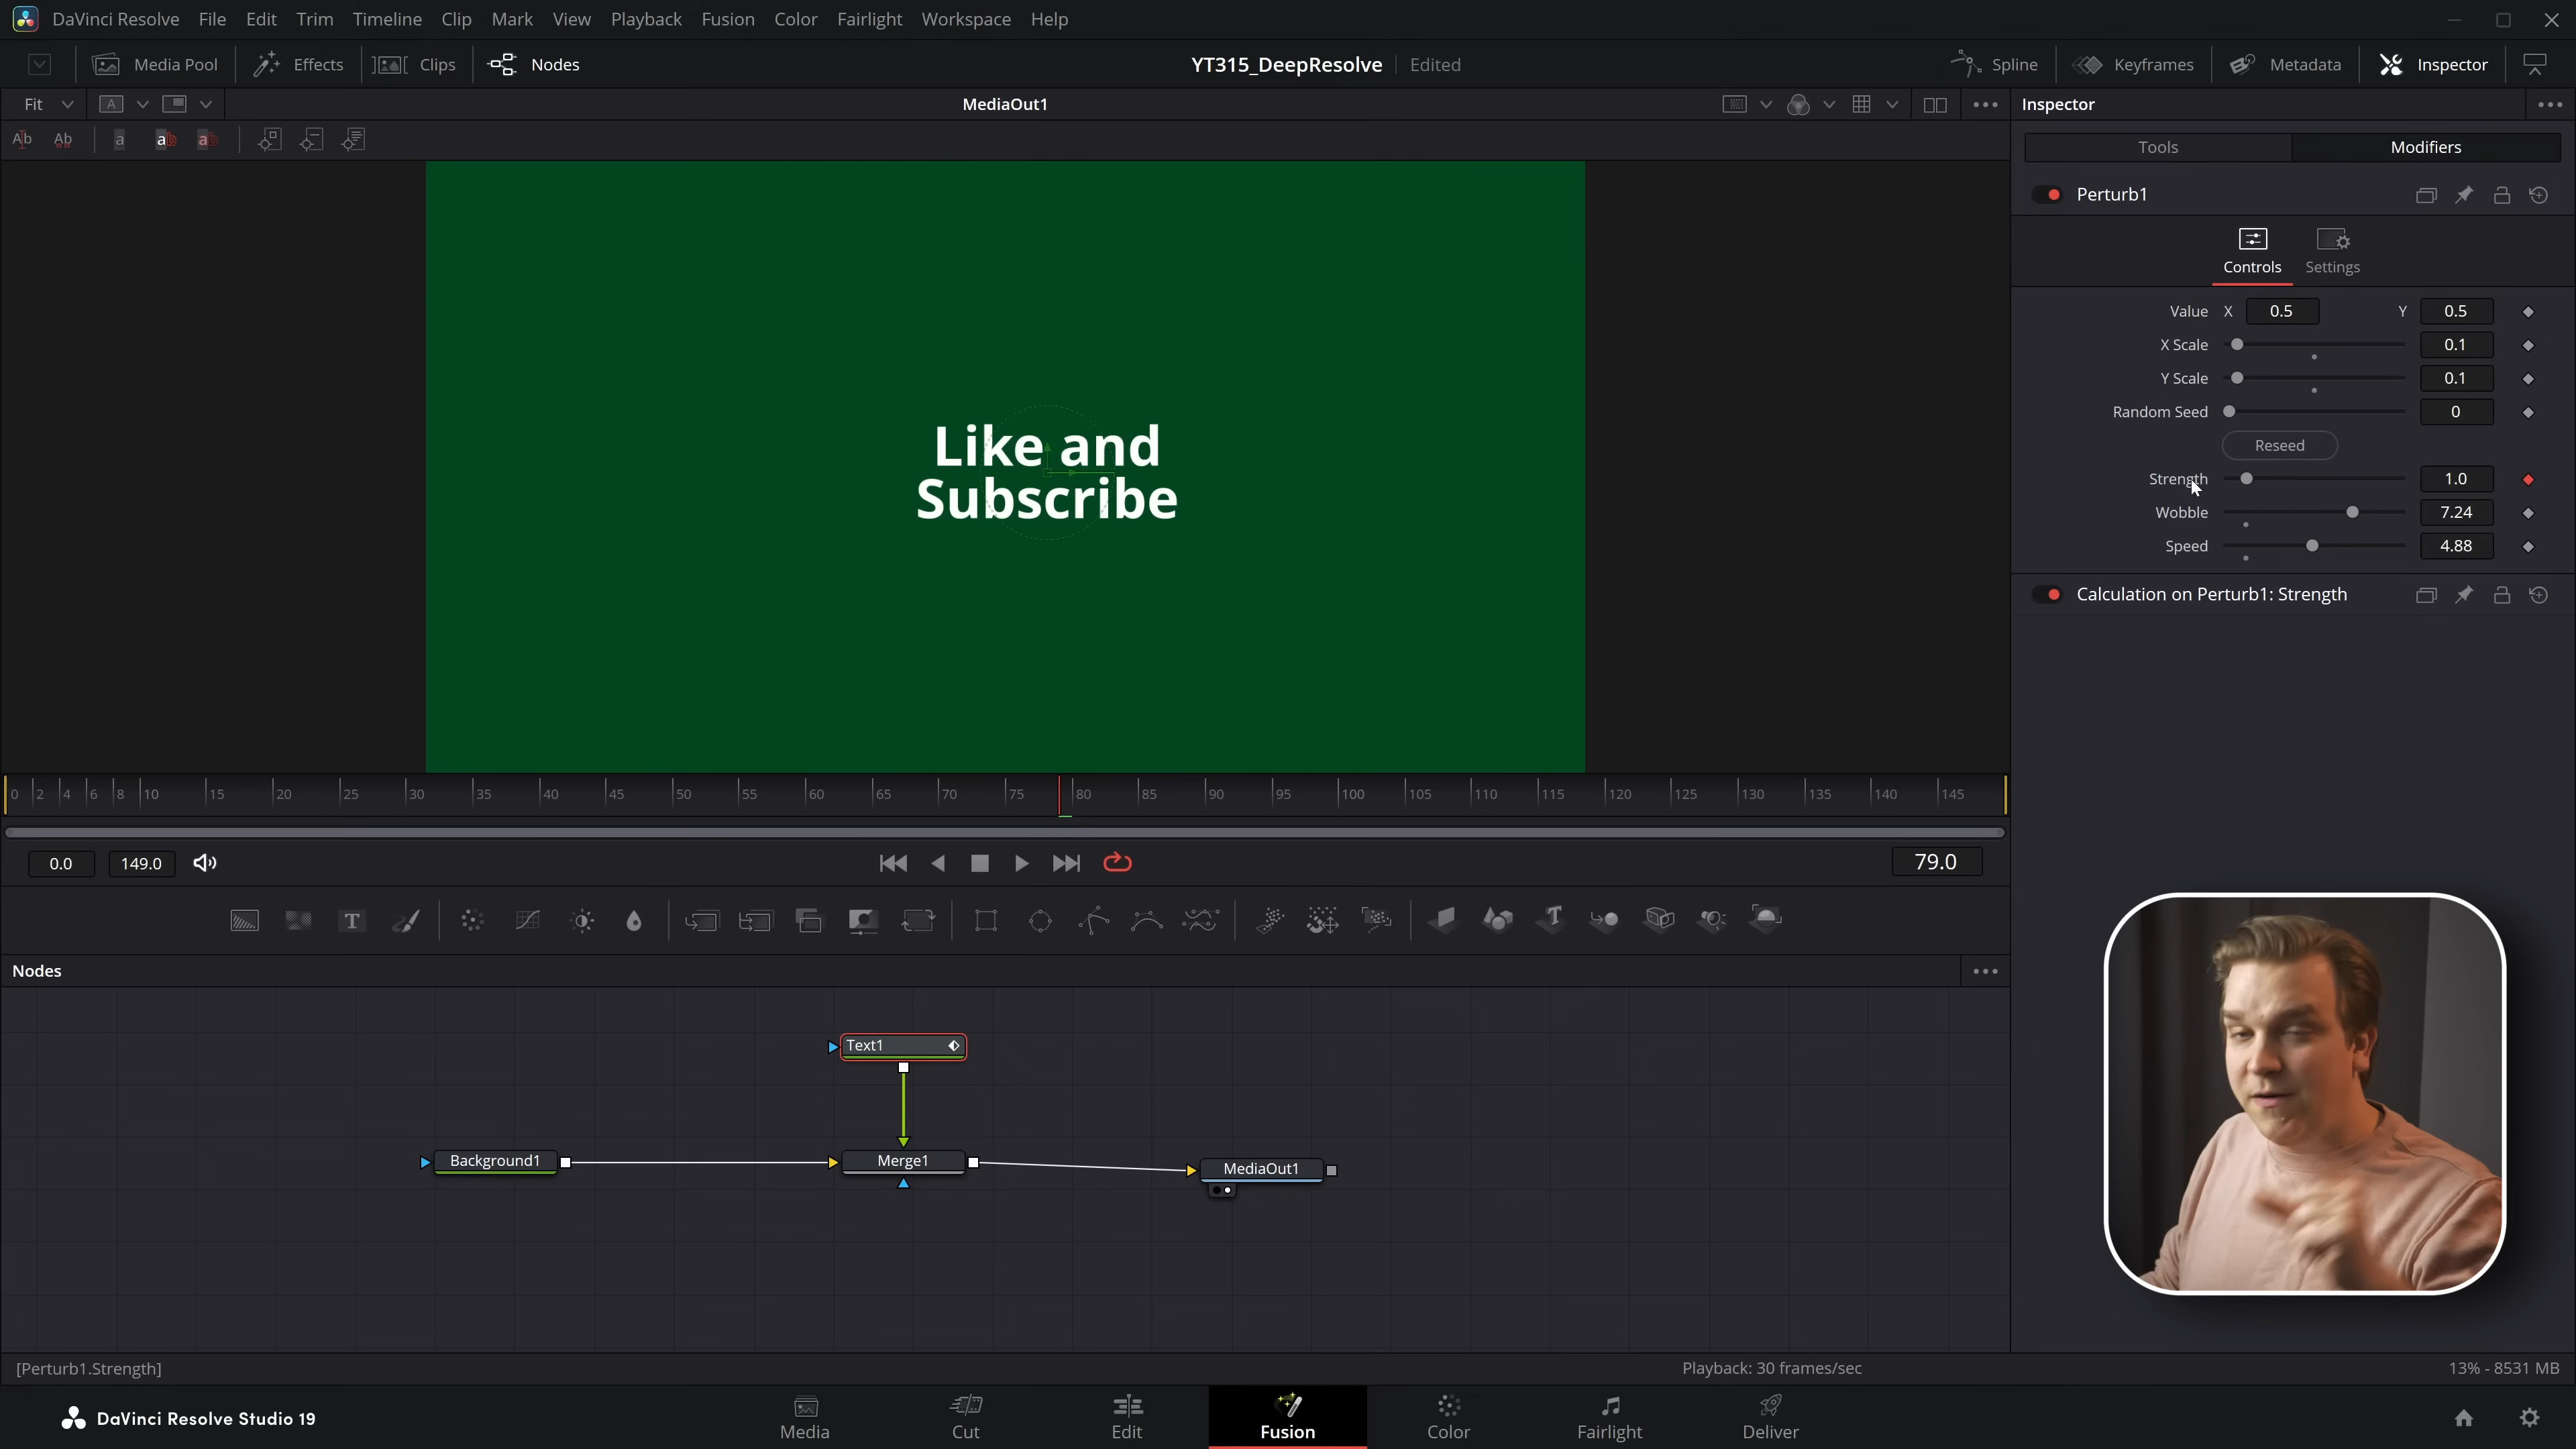 DaVinci Resolve File Edit Trim Timeline Clip Mark View Playback Fusion Color Fairlight Workspace Help
Media Pool Effects Clips Nodes YT315_DeepResolve Edited Spline Keyframes Metadata Inspector
Fit A MediaOut1 Inspector
Ab Ab a ab ab
Tools Modifiers
Perturb1
Controls Settings
Value X 0.5 Y 0.5
X Scale 0.1
Y Scale 0.1
Random Seed 0
Reseed
Strength 1.0
Wobble 7.24
Speed 4.88
Calculation on Perturb1: Strength
Like and
Subscribe
0 2 4 6 8 10 15 20 25 30 35 40 45 50 55 60 65 70 75 80 85 90 95 100 105 110 115 120 125 130 135 140 145
0.0 149.0 79.0
T T
Nodes
Text1
Background1 Merge1 MediaOut1
[Perturb1.Strength] Playback: 30 frames/sec 13% - 8531 MB
DaVinci Resolve Studio 19 Media Cut Edit Fusion Color Fairlight Deliver